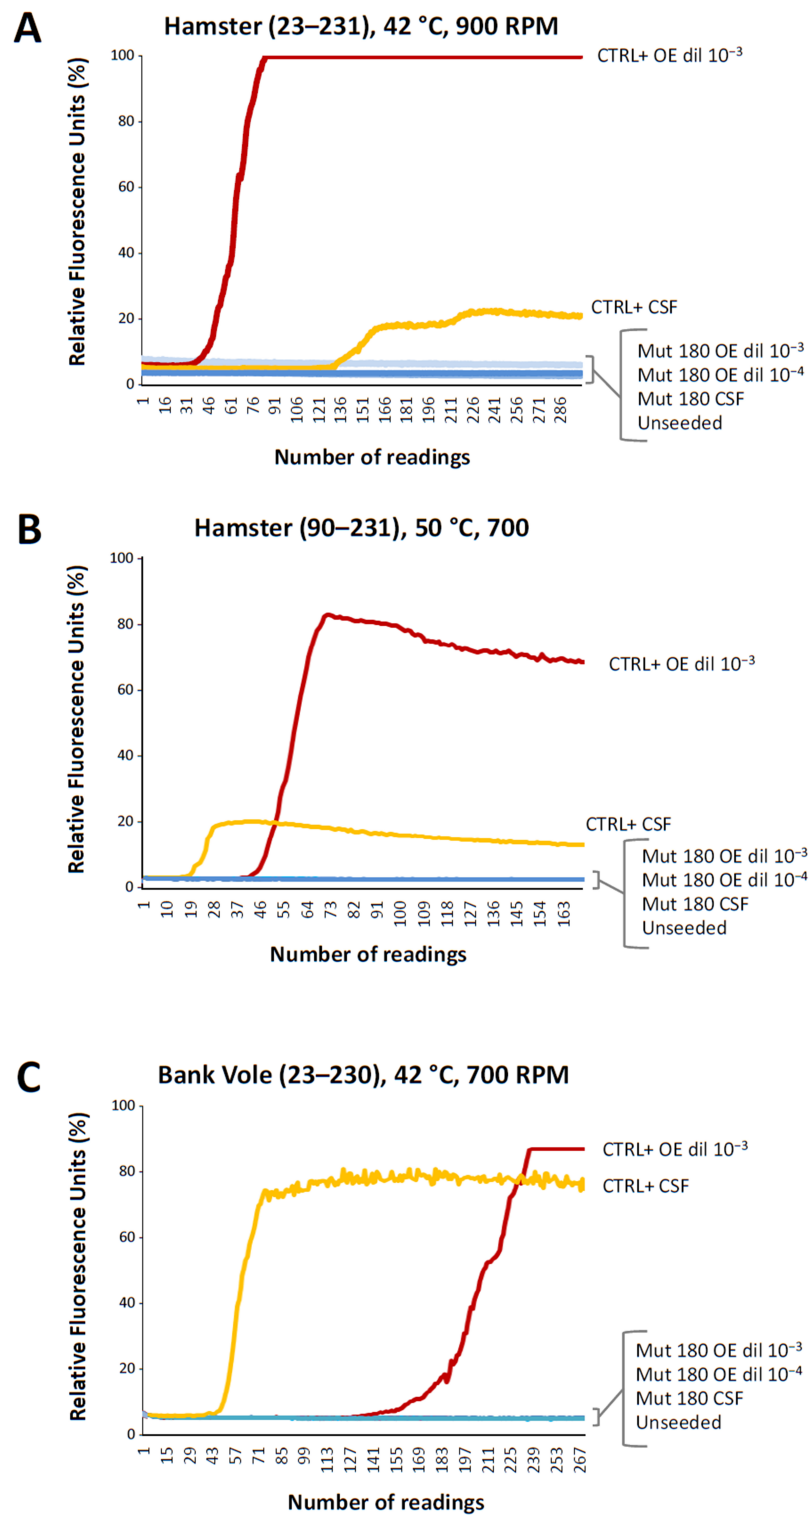 A
Hamster (23–231), 42 °C, 900 RPM
Relative Fluorescence Units (%)
100
80
60
40
20
0
CTRL+ OE dil 10⁻³
CTRL+ CSF
Mut 180 OE dil 10⁻³
Mut 180 OE dil 10⁻⁴
Mut 180 CSF
Unseeded
1 16 31 46 61 76 91 106 121 136 151 166 181 196 211 226 241 256 271 286
Number of readings
B
Hamster (90–231), 50 °C, 700
Relative Fluorescence Units (%)
100
80
60
40
20
0
CTRL+ OE dil 10⁻³
CTRL+ CSF
Mut 180 OE dil 10⁻³
Mut 180 OE dil 10⁻⁴
Mut 180 CSF
Unseeded
1 10 19 28 37 46 55 64 73 82 91 100 109 118 127 136 145 154 163
Number of readings
C
Bank Vole (23–230), 42 °C, 700 RPM
Relative Fluorescence Units (%)
100
80
60
40
20
0
CTRL+ OE dil 10⁻³
CTRL+ CSF
Mut 180 OE dil 10⁻³
Mut 180 OE dil 10⁻⁴
Mut 180 CSF
Unseeded
1 15 29 43 57 71 85 99 113 127 141 155 169 183 197 211 225 239 253 267
Number of readings